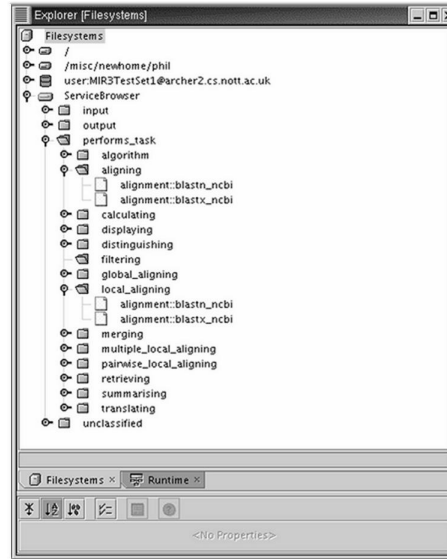 Explorer [Filesystems]
Filesystems
/
/misc/newhome/phil
user:MIR3TestSet1@archer2.cs.nott.ac.uk
ServiceBrowser
input
output
performs_task
algorithm
aligning
alignment::blastn_ncbi
alignment::blastx_ncbi
calculating
displaying
distinguishing
filtering
global_aligning
local_aligning
alignment::blastn_ncbi
alignment::blastx_ncbi
merging
multiple_local_aligning
pairwise_local_aligning
retrieving
summarising
translating
unclassified
Filesystems × Runtime ×
<No Properties>